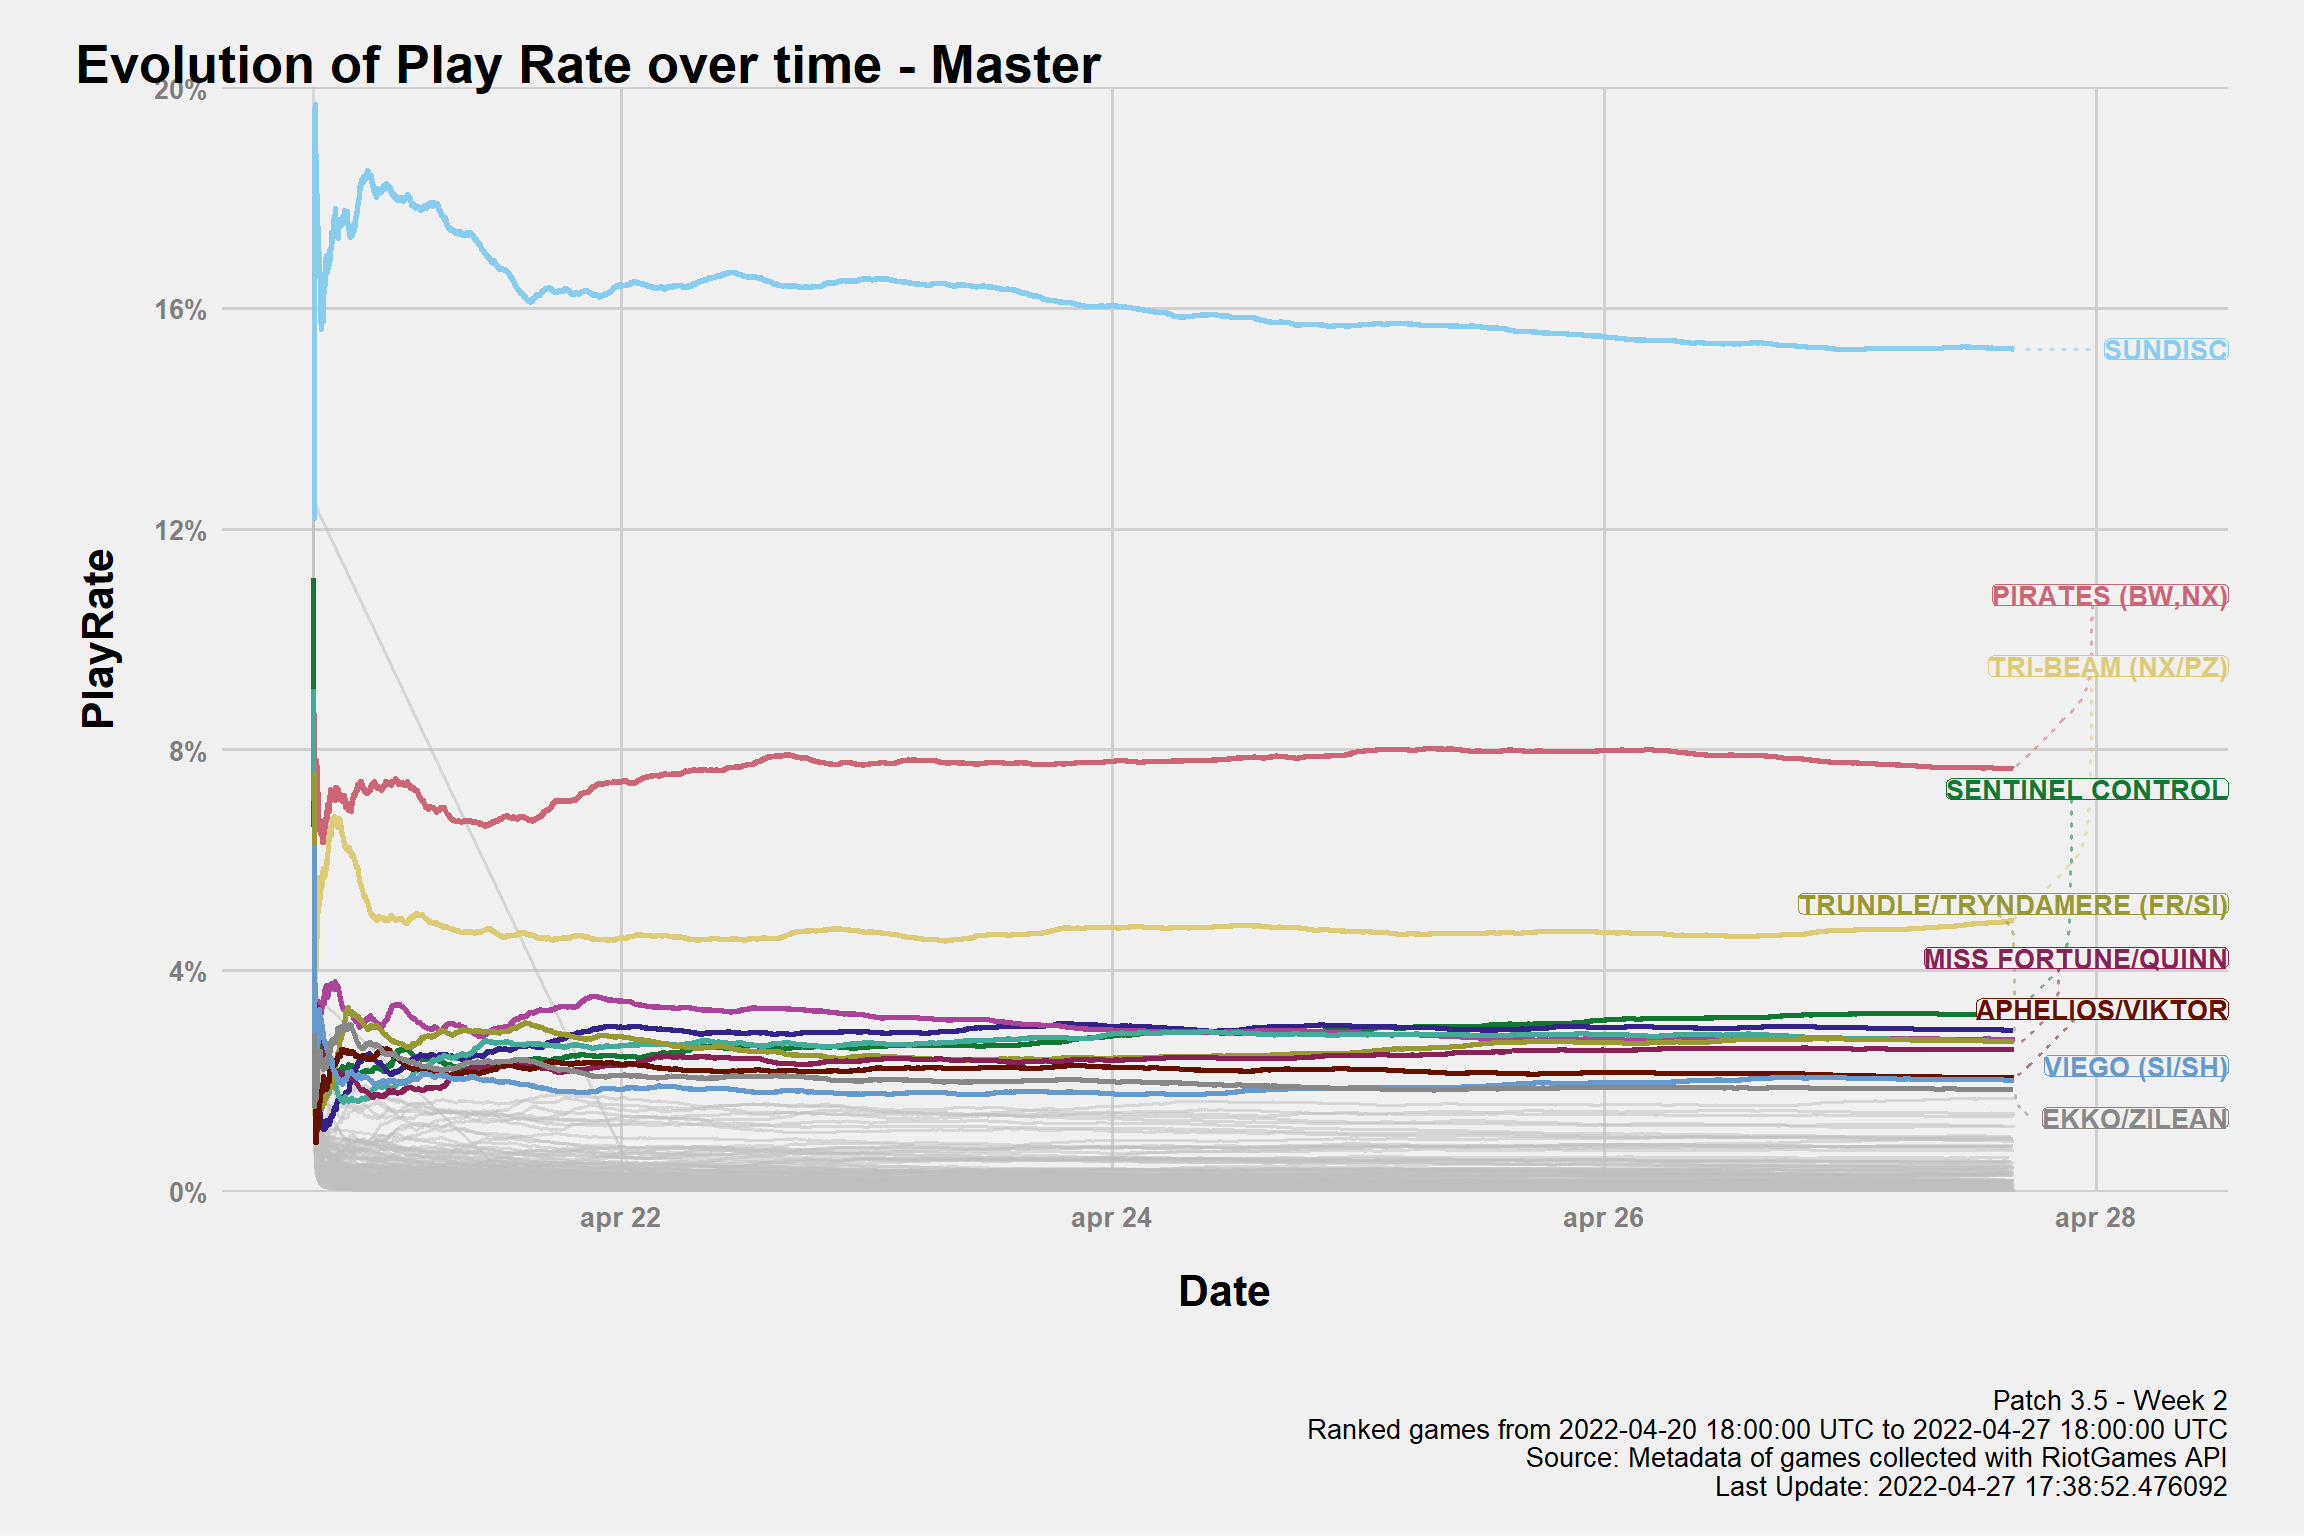 Evolution of Play Rate over time - Master
20%
16%
12%
8%
4%
0%
PlayRate
SUNDISC
PIRATES (BW,NX)
TRI-BEAM (NX/PZ)
SENTINEL CONTROL
TRUNDLE/TRYNDAMERE (FR/SI)
MISS FORTUNE/QUINN
APHELIOS/VIKTOR
VIEGO (SI/SH)
EKKO/ZILEAN
apr 22
apr 24
apr 26
apr 28
Date
Patch 3.5 - Week 2
Ranked games from 2022-04-20 18:00:00 UTC to 2022-04-27 18:00:00 UTC
Source: Metadata of games collected with RiotGames API
Last Update: 2022-04-27 17:38:52.476092